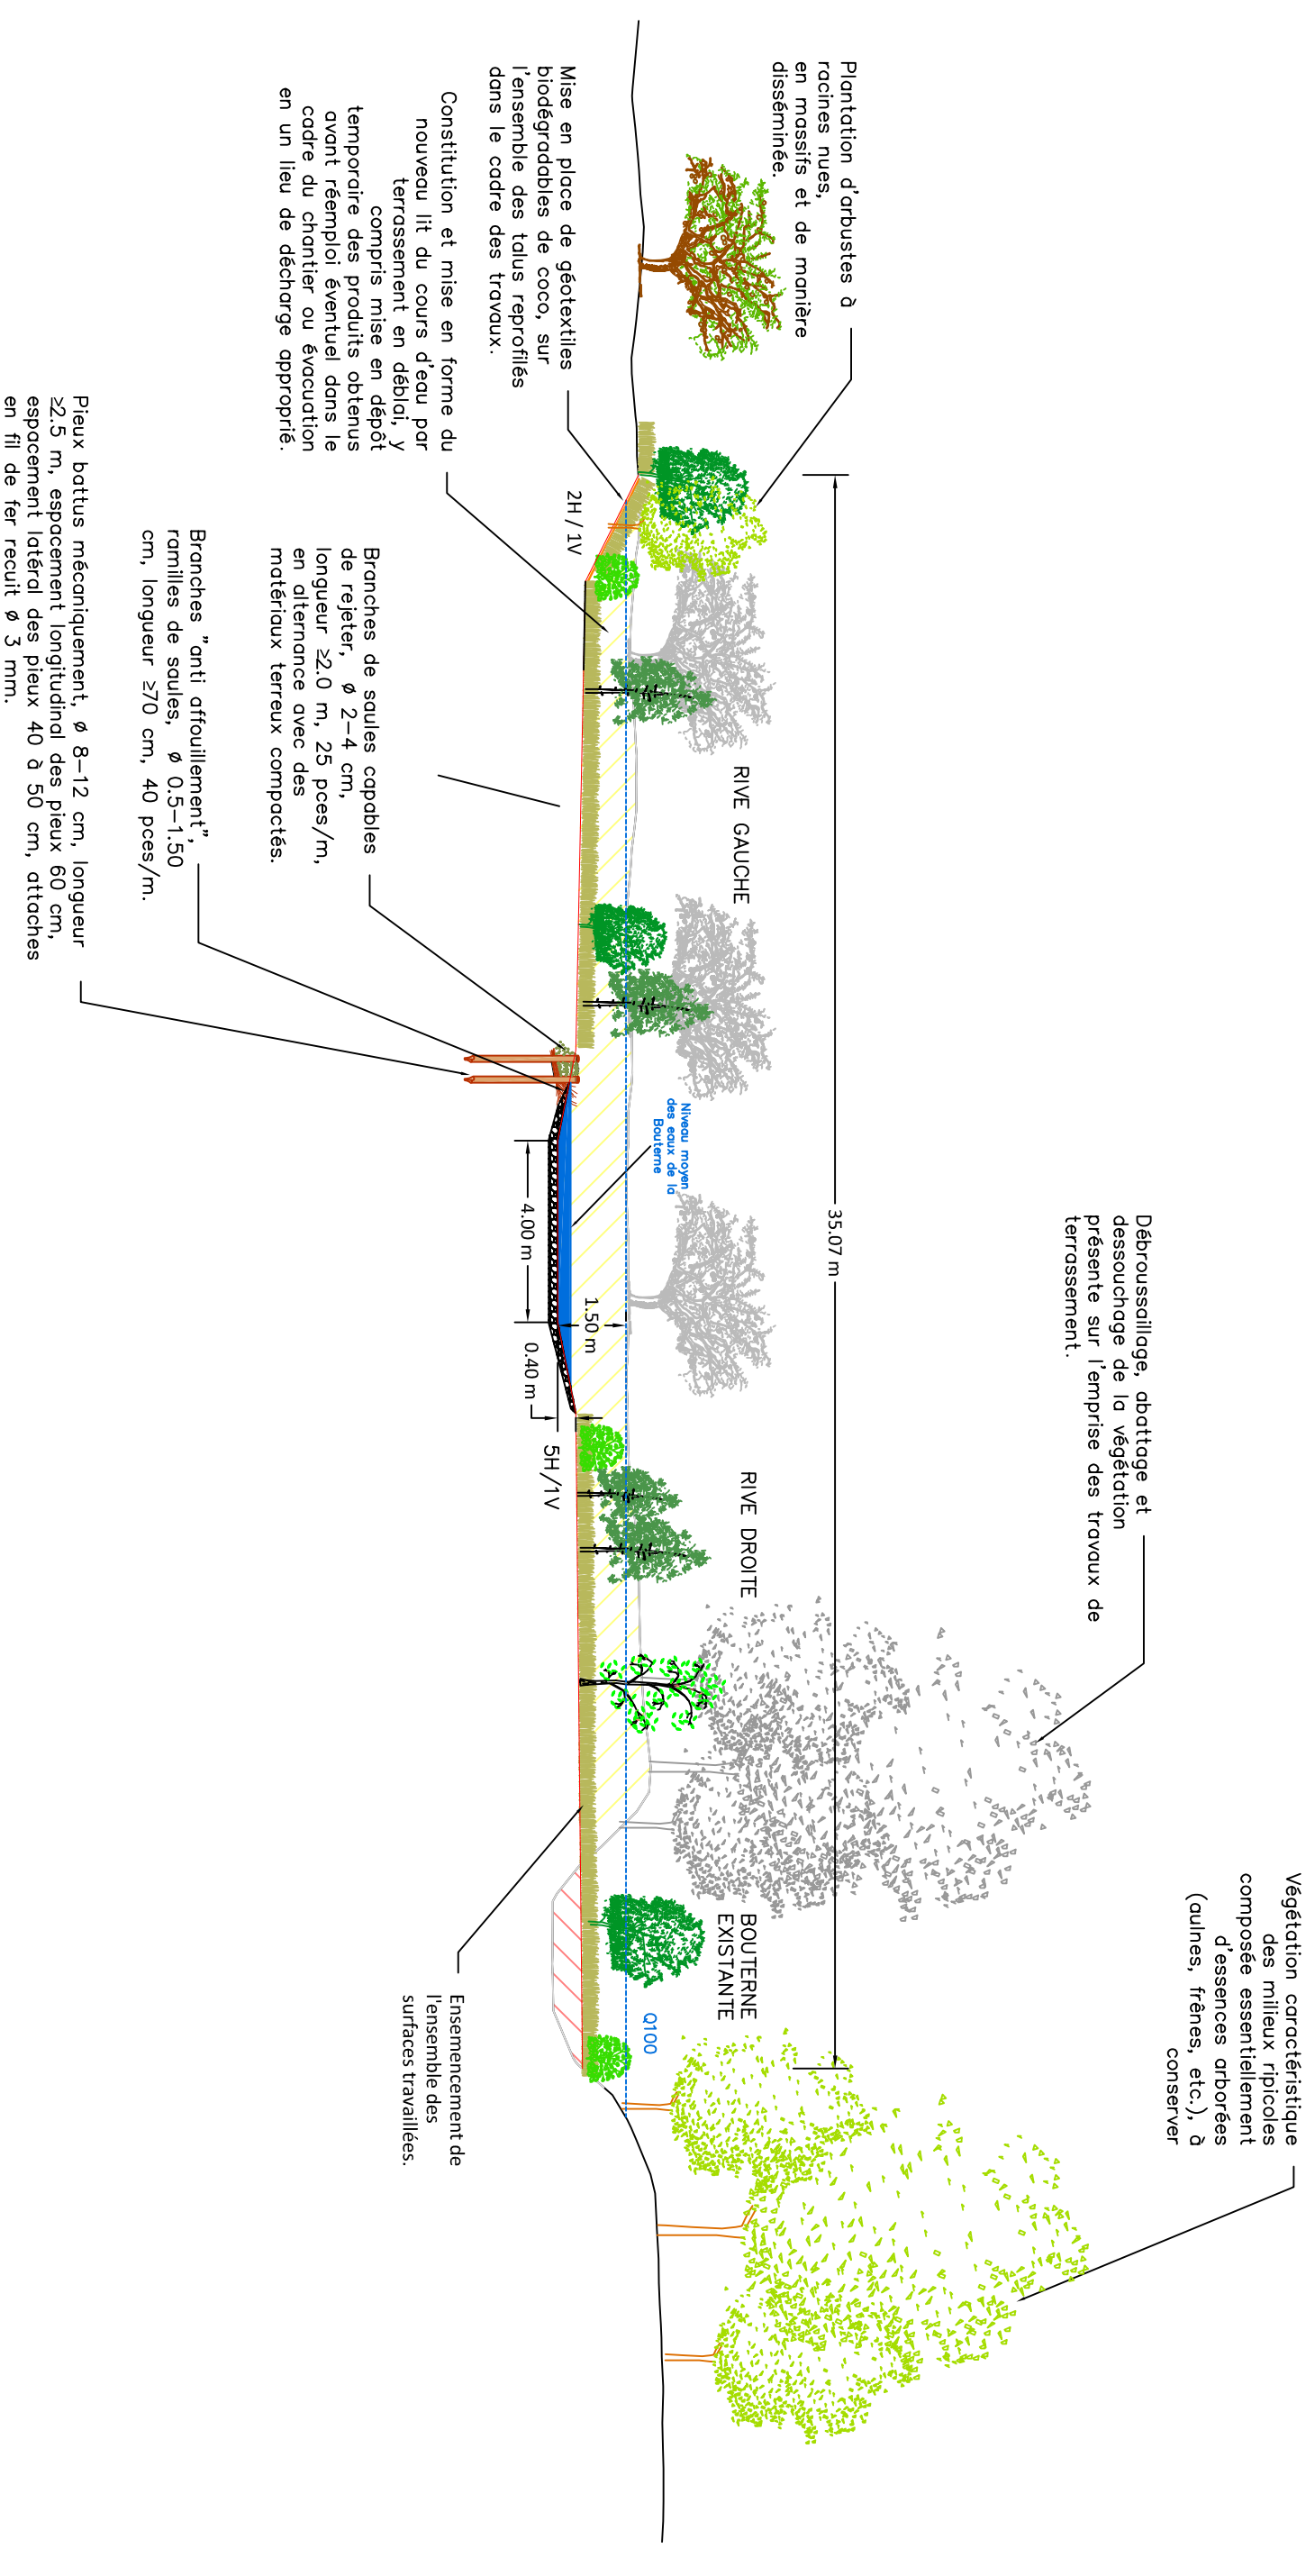 Plantation d'arbustes à
racines nues,
en massifs et de manière
disséminée.
Mise en place de géotextiles
biodégradables de coco, sur
l'ensemble des talus reprofilés
dans le cadre des travaux.
Constitution et mise en forme du
nouveau lit du cours d'eau par
terrassement en déblai, y
compris mise en dépôt
temporaire des produits obtenus
avant réemploi éventuel dans le
cadre du chantier ou évacuation
en un lieu de décharge approprié.
2H / 1V
Branches de saules capables
de rejeter, ø 2-4 cm,
longueur ≥2.0 m, 25 pces/m,
en alternance avec des
matériaux terreux compactés.
Branches "anti affouillement",
ramilles de saules, ø 0.5-1.50
cm, longueur ≥70 cm, 40 pces/m.
Pieux battus mécaniquement, ø 8-12 cm, longueur
≥2.5 m, espacement longitudinal des pieux 60 cm,
espacement latéral des pieux 40 à 50 cm, attaches
en fil de fer recuit ø 3 mm.
RIVE GAUCHE
Niveau moyen
des eaux de la
Bouterne
35.07 m
4.00 m
1.50 m
0.40 m
5H/1V
RIVE DROITE
Débroussaillage, abattage et
dessouchage de la végétation
présente sur l'emprise des travaux de
terrassement.
BOUTERNE
EXISTANTE
Q100
Ensemencement de
l'ensemble des
surfaces travaillées.
Végétation caractéristique
des milieux ripicoles
composée essentiellement
d'essences arborées
(aulnes, frênes, etc.), à
conserver